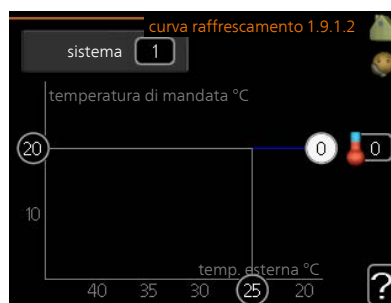 curva raffrescamento 1.9.1.2
sistema 1
temperatura di mandata °C
20 0 0
10
temp. esterna °C
40 35 30 25 20
?